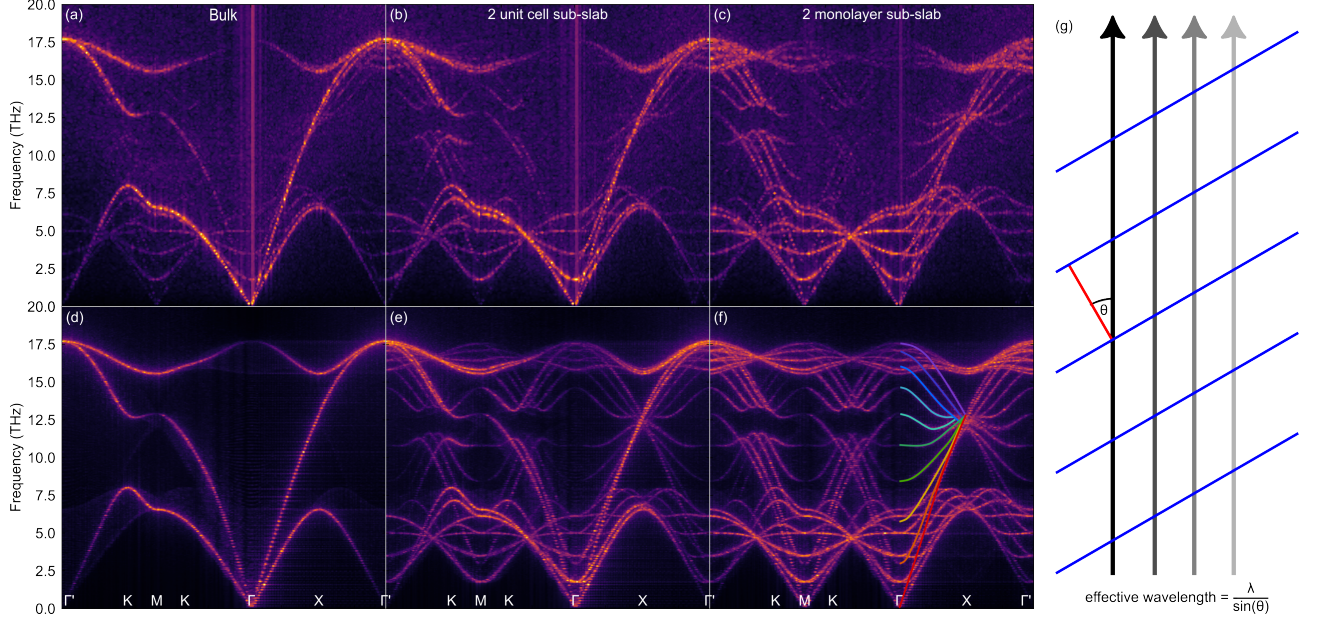 (a) Bulk
(b) 2 unit cell sub-slab
(c) 2 monolayer sub-slab
(g)
20.0
17.5
15.0
12.5
10.0
7.5
5.0
2.5
Frequency (THz)
θ
20.0
(d)
(e)
(f)
17.5
15.0
12.5
10.0
7.5
5.0
2.5
0.0
Frequency (THz)
Γ' K M K Γ X Γ' K M K Γ X Γ' K M K Γ X Γ'
effective wavelength = λ
sin(θ)